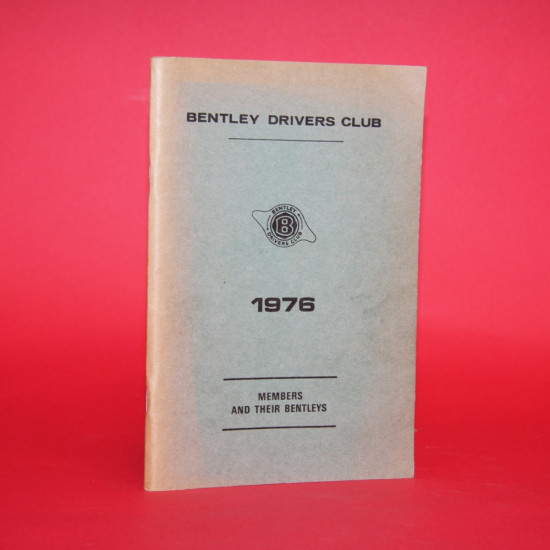 BENTLEY DRIVERS CLUB
BENTLEY
B
DRIVERS CLUB
1976
MEMBERS
AND THEIR BENTLEYS